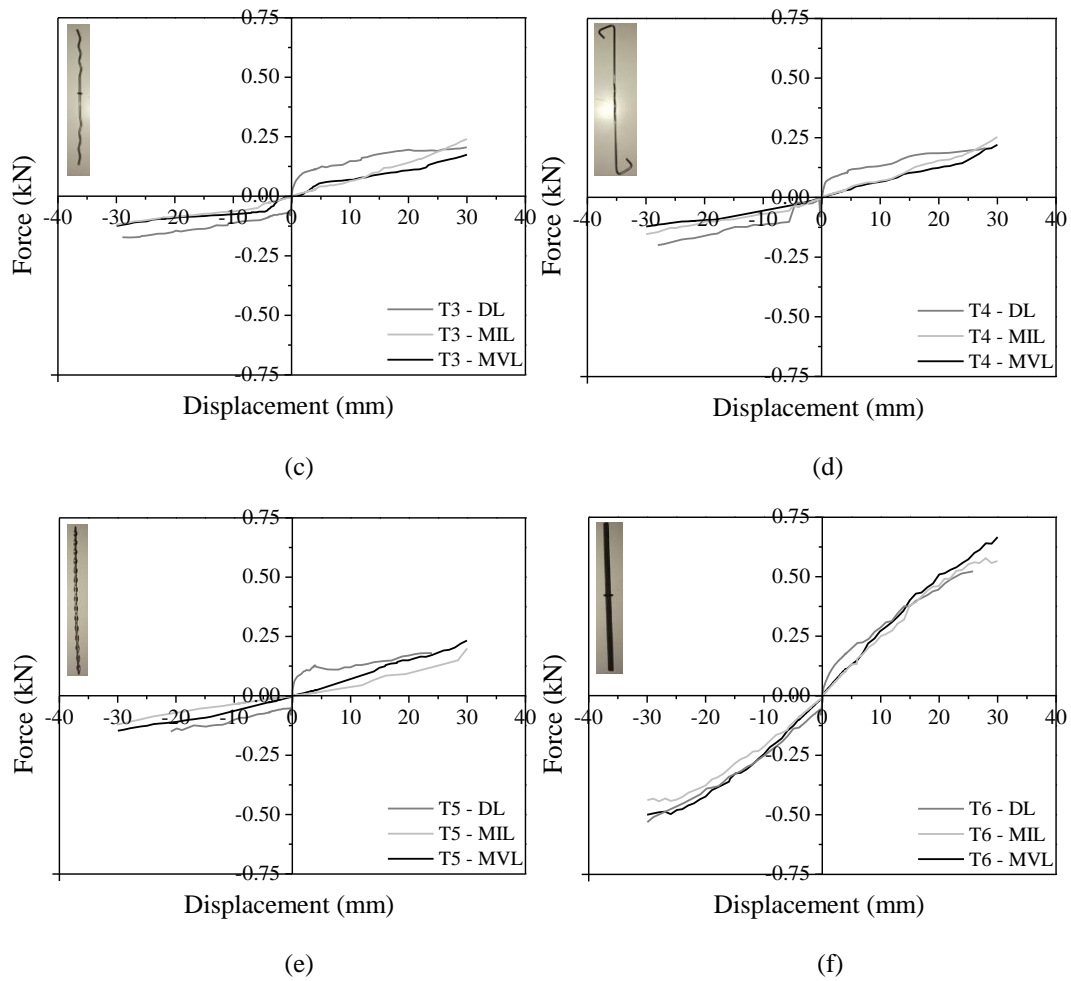 0.75
0.50
0.25
0.00
-40 -30 -20 -10 0 10 20 30 40
-0.25
-0.50
-0.75
Force (kN)
T3 - DL
T3 - MIL
T3 - MVL
Displacement (mm)
(c)
0.75
0.50
0.25
0.00
-40 -30 -20 -10 0 10 20 30 40
-0.25
-0.50
-0.75
Force (kN)
T4 - DL
T4 - MIL
T4 - MVL
Displacement (mm)
(d)
0.75
0.50
0.25
0.00
-40 -30 -20 -10 0 10 20 30 40
-0.25
-0.50
-0.75
Force (kN)
T5 - DL
T5 - MIL
T5 - MVL
Displacement (mm)
(e)
0.75
0.50
0.25
0.00
-40 -30 -20 -10 0 10 20 30 40
-0.25
-0.50
-0.75
Force (kN)
T6 - DL
T6 - MIL
T6 - MVL
Displacement (mm)
(f)